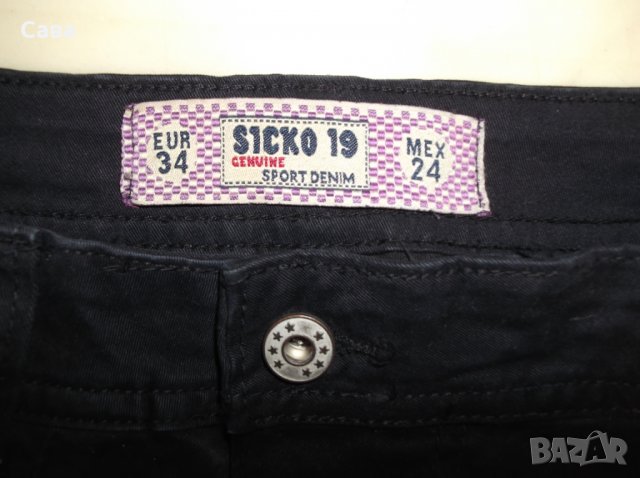 Сава
EUR
34
SICKO 19
GENUINE
SPORT DENIM
MEX
24
BAZAR